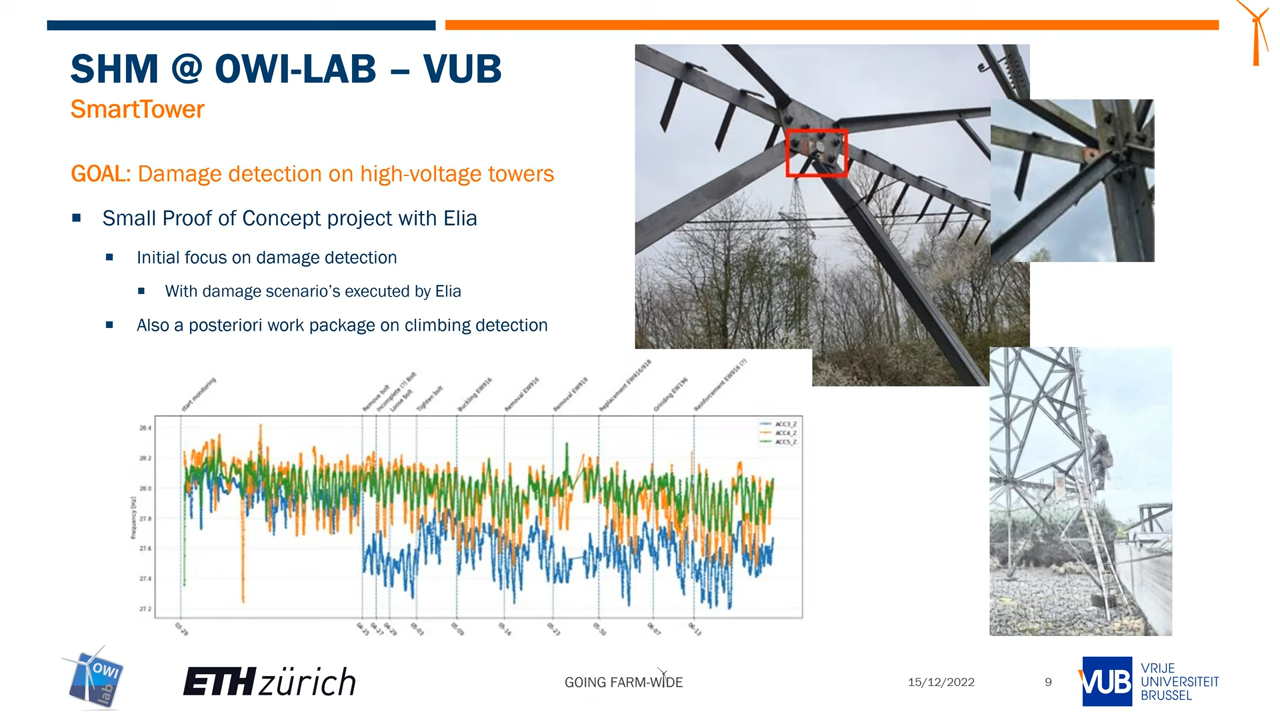 SHM @ OWI-LAB – VUB
SmartTower
GOAL: Damage detection on high-voltage towers
Small Proof of Concept project with Elia
Initial focus on damage detection
With damage scenario's executed by Elia
Also a posteriori work package on climbing detection
start monitoring
Remove bolt
Incomplete (?) Bolt
Loose bolt
Tighten bolt
Buckling EW916
Removal EW916
Removal EW918
Replacement EW916/918
Grinding EW196
Reinforcement EW916 (?)
ACC3_Z
ACC4_Z
ACC5_Z
Frequency [Hz]
28.4
28.2
28.0
27.8
27.6
27.4
27.2
03-29
04-25
04-27
04-29
05-03
05-09
05-16
05-23
05-30
06-07
06-13
OWI
lab
ETH zürich
GOING FARM-WIDE
15/12/2022
9
VUB
VRIJE
UNIVERSITEIT
BRUSSEL